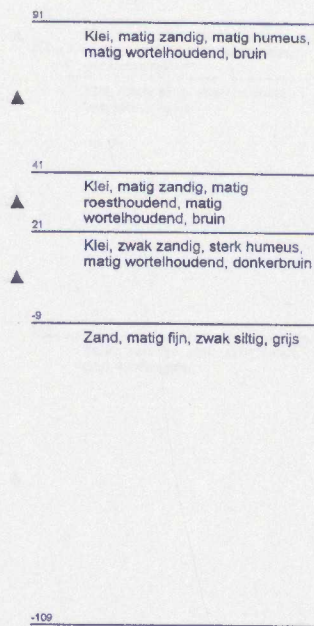 91
Klei, matig zandig, matig humeus,
matig wortelhoudend, bruin
41
Klei, matig zandig, matig
roesthoudend, matig
wortelhoudend, bruin
21
Klei, zwak zandig, sterk humeus,
matig wortelhoudend, donkerbruin
-9
Zand, matig fijn, zwak siltig, grijs
-109